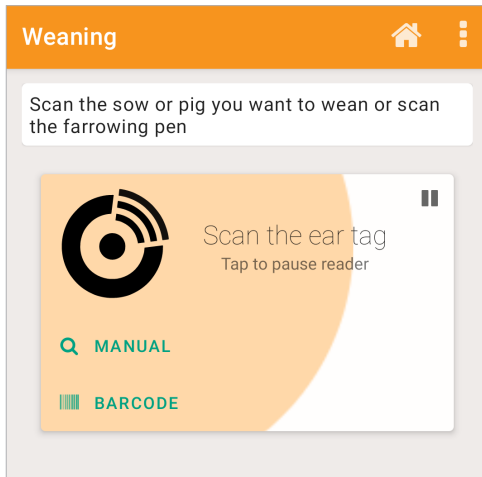 Weaning
Scan the sow or pig you want to wean or scan
the farrowing pen
Scan the ear tag
Tap to pause reader
MANUAL
BARCODE